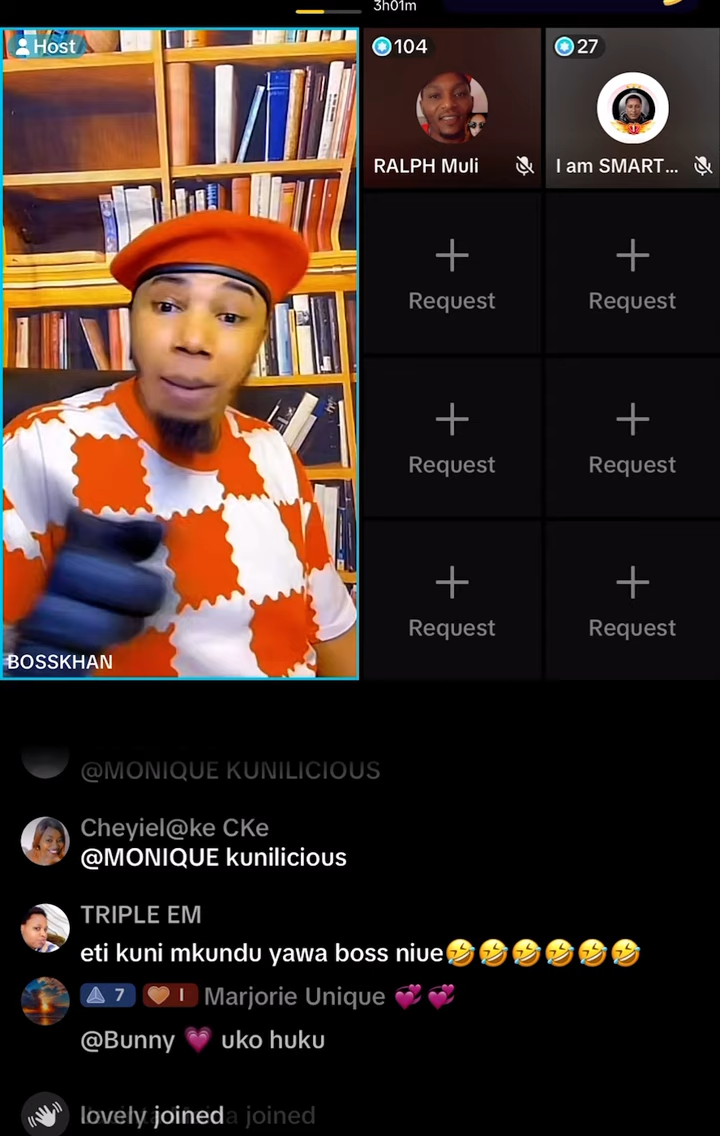 3h01m
Host
104
27
RALPH Muli
I am SMART...
Request
Request
Request
Request
Request
Request
BOSSKHAN
@MONIQUE KUNILICIOUS
Cheyiel@ke CKe
@MONIQUE kunilicious
TRIPLE EM
eti kuni mkundu yawa boss niue🤣🤣🤣🤣🤣🤣
7 I Marjorie Unique 💞💞
@Bunny 💗 uko huku
lovely joined
joined